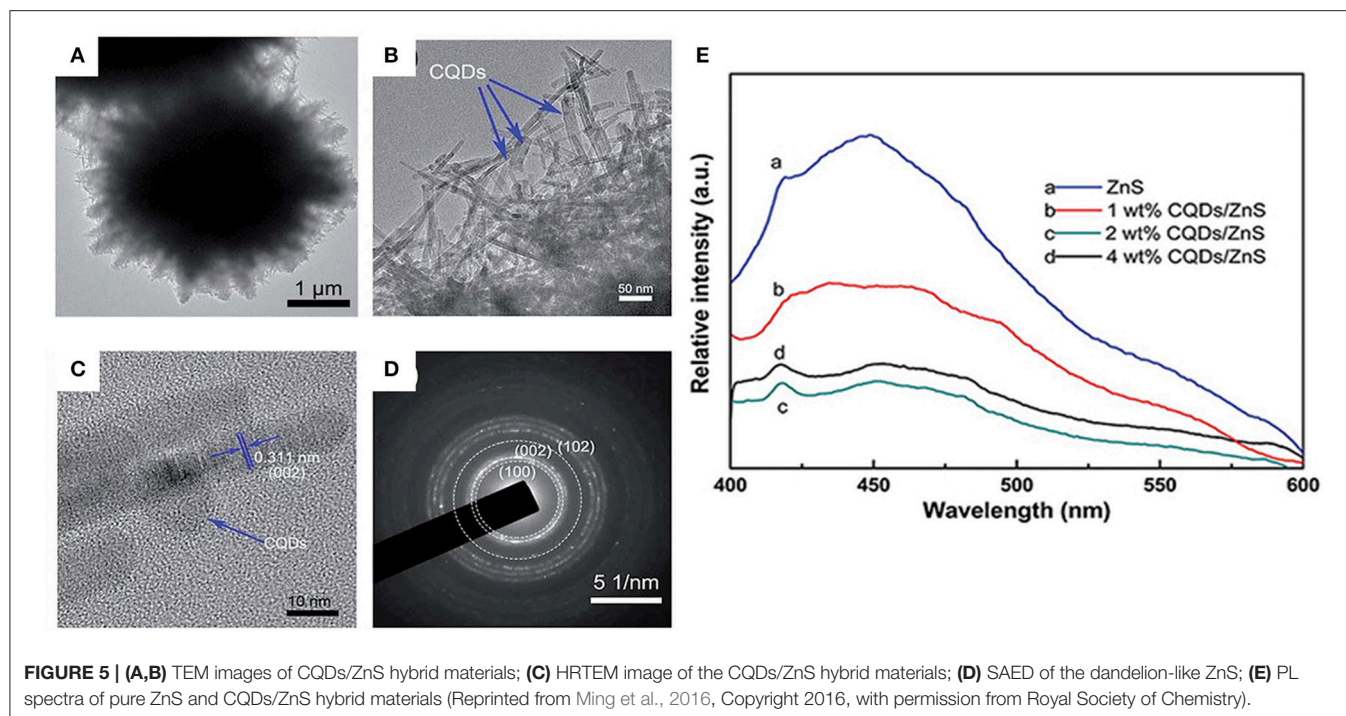 A
1 µm
B
CQDs
50 nm
C
0.311 nm
(002)
CQDs
10 nm
D
(002)
(102)
(100)
5 1/nm
E
Relative intensity (a.u.)
a
b
d
c
a ZnS
b 1 wt% CQDs/ZnS
c 2 wt% CQDs/ZnS
d 4 wt% CQDs/ZnS
400 450 500 550 600
Wavelength (nm)
FIGURE 5 | (A,B) TEM images of CQDs/ZnS hybrid materials; (C) HRTEM image of the CQDs/ZnS hybrid materials; (D) SAED of the dandelion-like ZnS; (E) PL
spectra of pure ZnS and CQDs/ZnS hybrid materials (Reprinted from Ming et al., 2016, Copyright 2016, with permission from Royal Society of Chemistry).